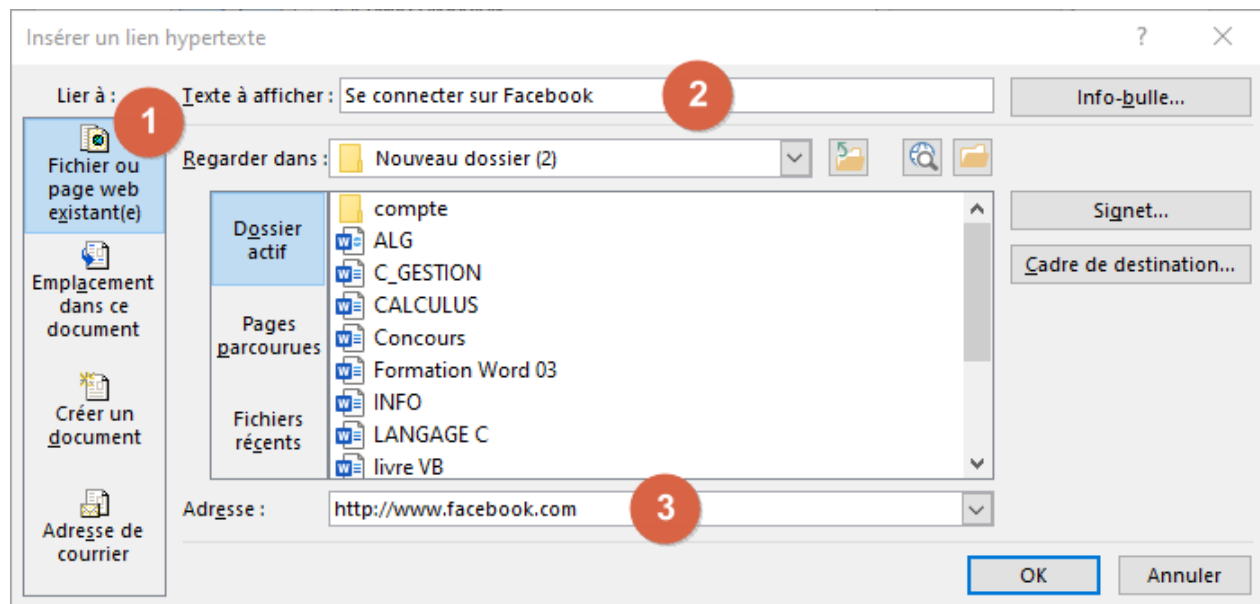 Insérer un lien hypertexte
?
Lier à :
1
Texte à afficher :
Se connecter sur Facebook
2
Info-bulle...
Fichier ou
page web
existant(e)
Regarder dans :
Nouveau dossier (2)
Emplacement
dans ce
document
Créer un
document
Adresse de
courrier
Dossier
actif
Pages
parcourues
Fichiers
récents
compte
ALG
C_GESTION
CALCULUS
Concours
Formation Word 03
INFO
LANGAGE C
livre VB
Signet...
Cadre de destination...
Adresse :
http://www.facebook.com
3
OK
Annuler